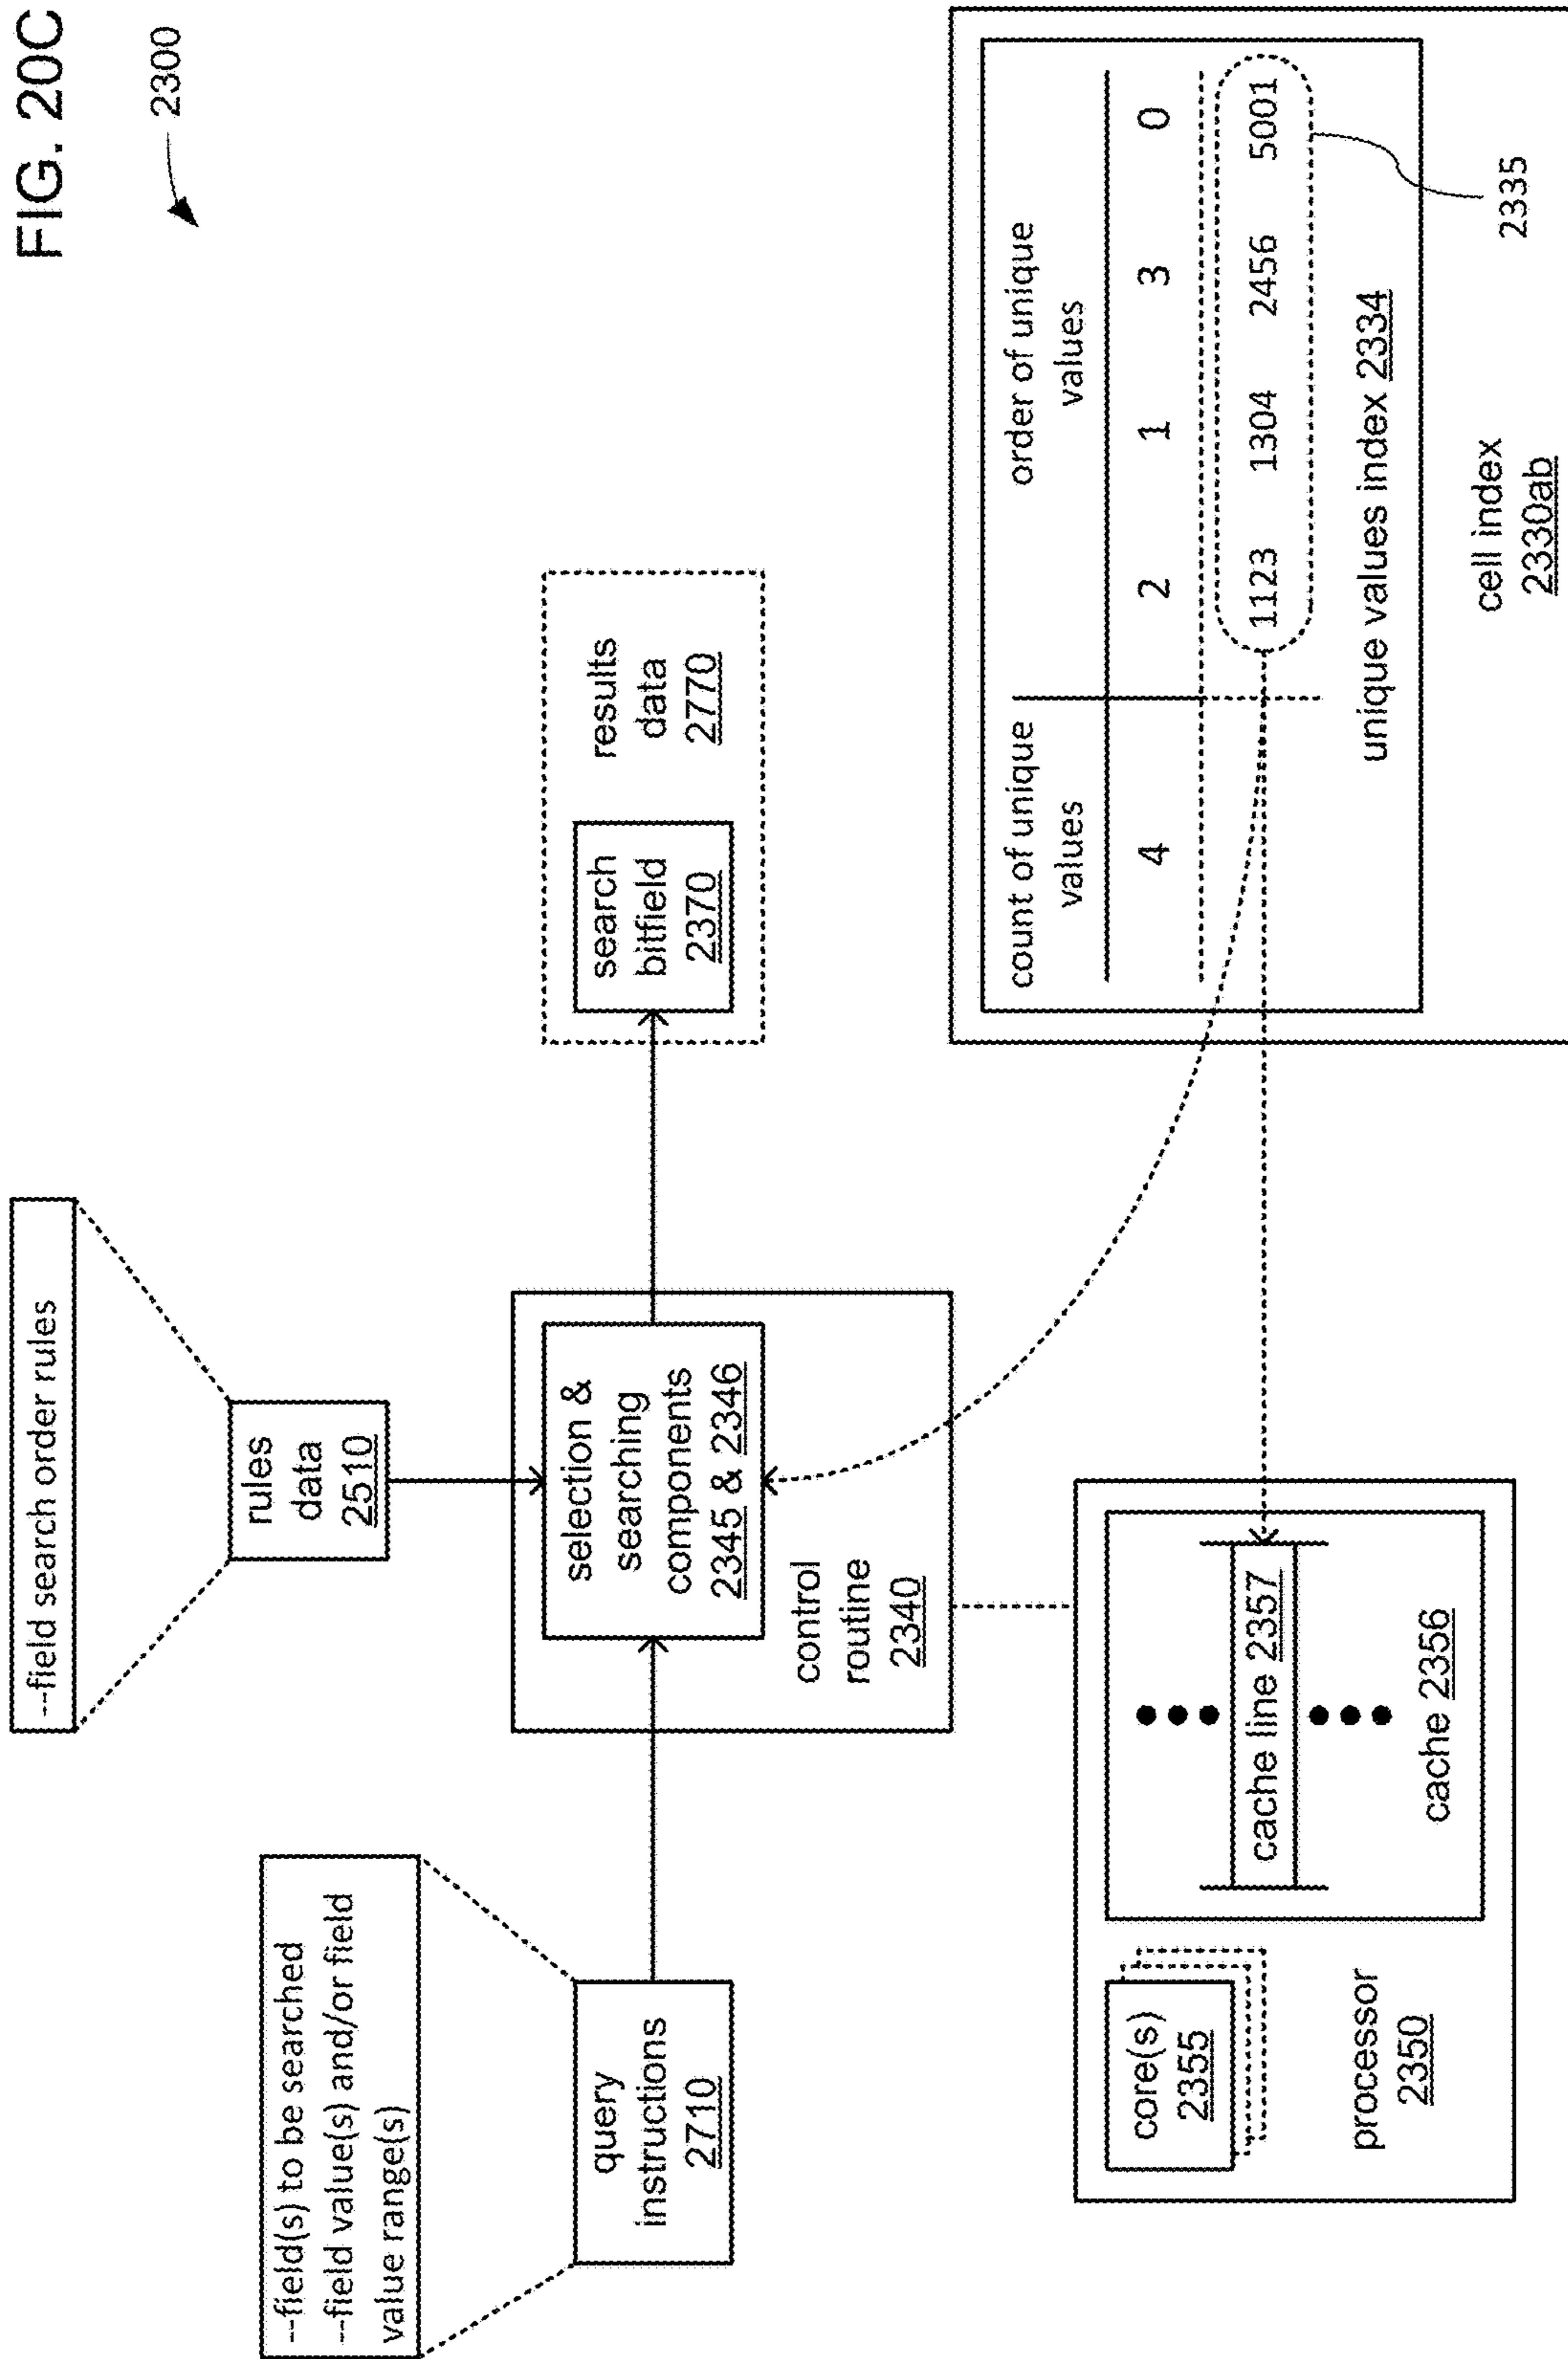 FIG. 20C
2300
--field search order rules
--field(s) to be searched
--field value(s) and/or field
value range(s)
rules
data
2510
query
instructions
2710
selection &
searching
components
2345 & 2346
control
routine
2340
search
bitfield
2370
results
data
2770
core(s)
2355
processor
2350
cache line 2357
cache 2356
count of unique
values
order of unique
values
4
2 1 3 0
1123 1304 2456 5001
unique values index 2334
2335
cell index
2330ab